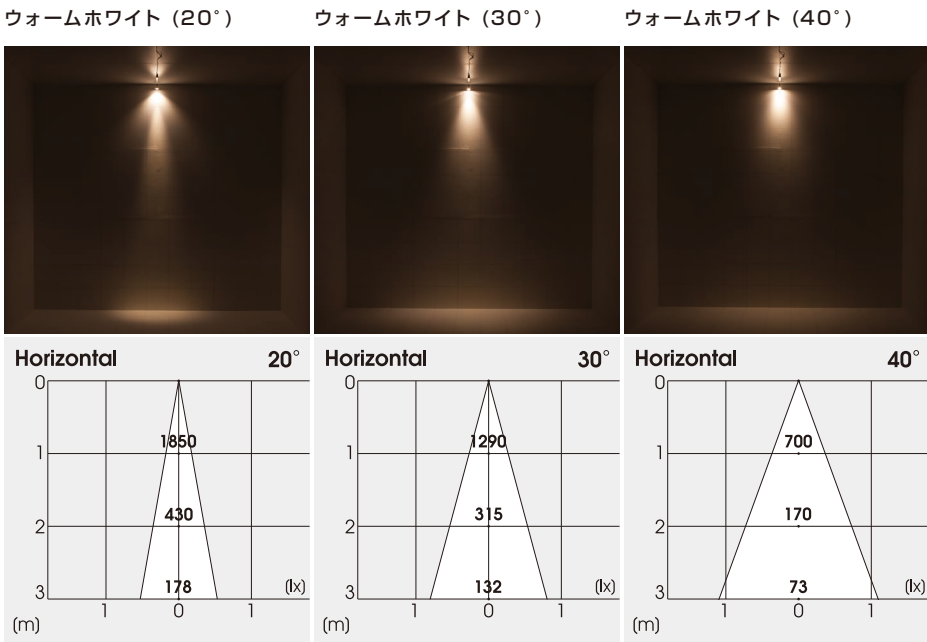 ウォームホワイト (20°)
ウォームホワイト (30°)
ウォームホワイト (40°)
Horizontal 20°
0
1850
1
430
2
178 (lx)
3
1 0 1
(m)
Horizontal 30°
0
1290
1
315
2
132 (lx)
3
1 0 1
(m)
Horizontal 40°
0
700
1
170
2
73 (lx)
3
1 0 1
(m)